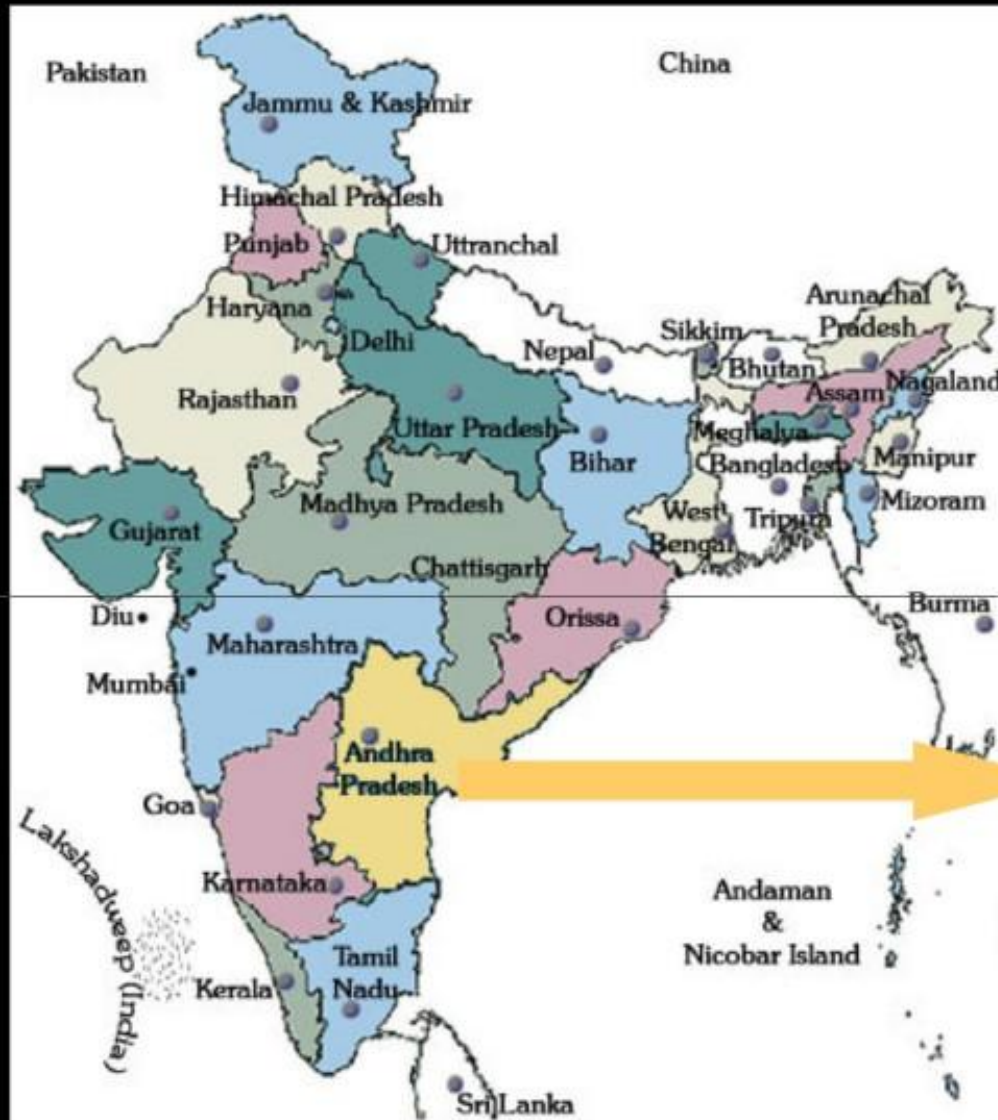 Pakistan
China
Jammu & Kashmir
Himachal Pradesh
Punjab
Uttranchal
Haryana
Delhi
Arunachal
Pradesh
Sikkim
Nepal
Bhutan
Nagaland
Assam
Rajasthan
Uttar Pradesh
Meghalya
Bihar
Bangladesh
Manipur
Madhya Pradesh
Mizoram
Gujarat
West
Bengal
Tripura
Chattisgarh
Diu
Orissa
Burma
Maharashtra
Mumbai
Andhra
Pradesh
Goa
Lakshadweep (India)
Karnataka
Andaman
&
Nicobar Island
Tamil
Nadu
Kerala
Sri Lanka